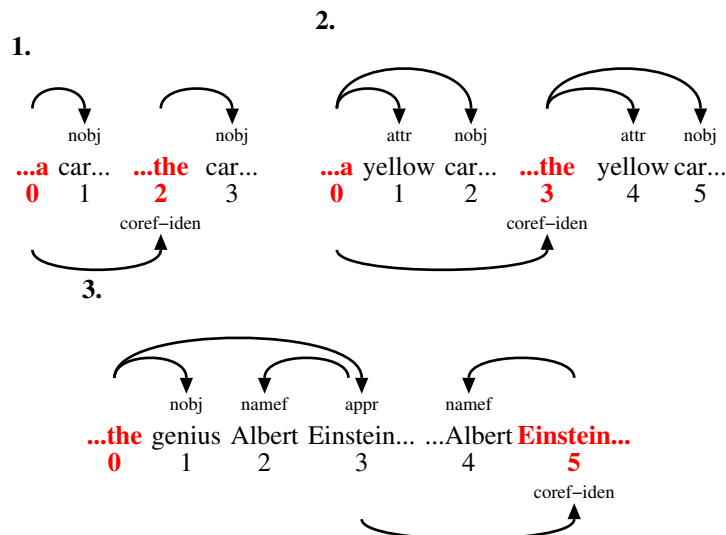 1.
nobj nobj
...a car... ...the car...
0 1 2 3
coref-iden
2.
attr nobj attr nobj
...a yellow car... ...the yellow car...
0 1 2 3 4 5
coref-iden
3.
nobj namef appr namef
...the genius Albert Einstein... ...Albert Einstein...
0 1 2 3 4 5
coref-iden